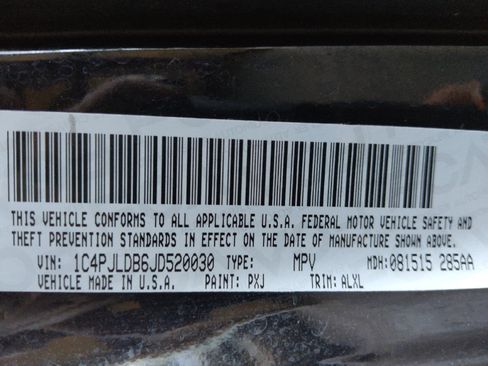 THIS VEHICLE CONFORMS TO ALL APPLICABLE U.S.A. FEDERAL MOTOR VEHICLE SAFETY AND
THEFT PREVENTION STANDARDS IN EFFECT ON THE DATE OF MANUFACTURE SHOWN ABOVE.
VIN: 1C4PJLDB6JD520030 TYPE: MPV MDH:081515 285AA
VEHICLE MADE IN U.S.A. PAINT: PXJ TRIM: ALXL